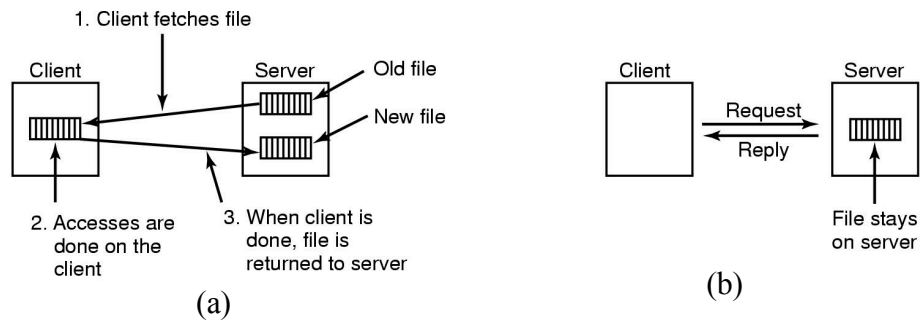 1. Client fetches file
Client
Server
Old file
New file
2. Accesses are
done on the
client
3. When client is
done, file is
returned to server
(a)
Client
Server
Request
Reply
File stays
on server
(b)